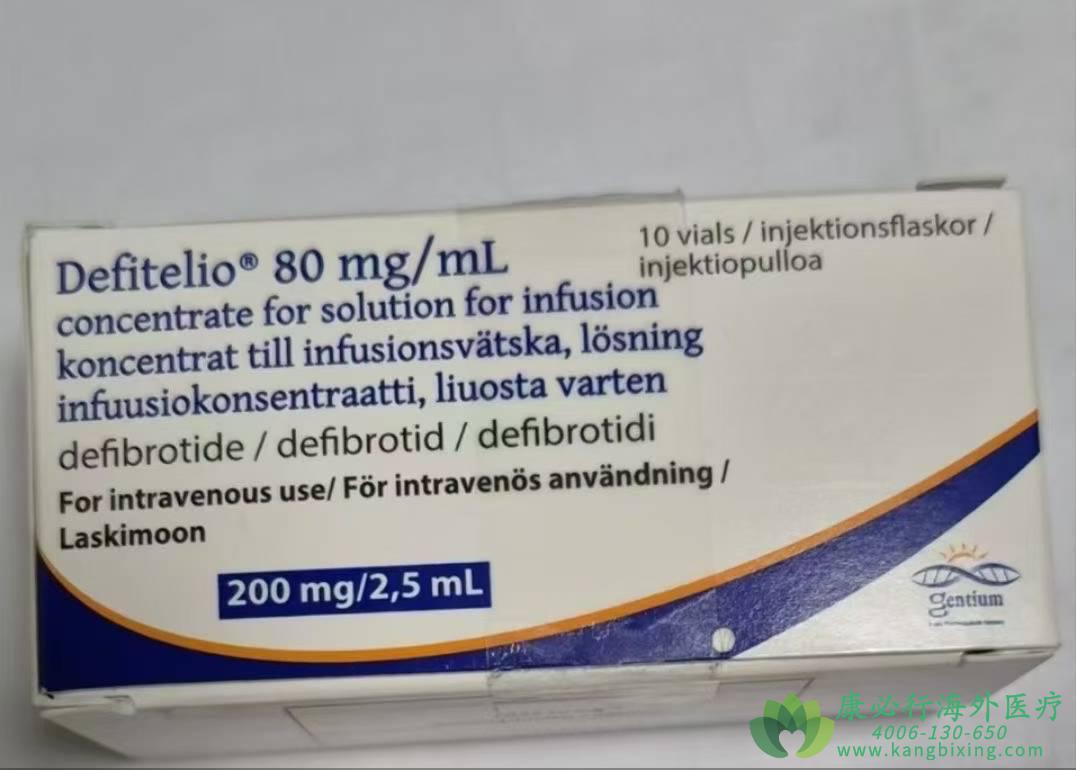 Defitelio® 80 mg/mL
concentrate for solution for infusion
koncentrat till infusionsvätska, lösning
infuusiokonsentraatti, liuosta varten
defibrotide / defibrotid / defibrotidi
For intravenous use/ För intravenös användning /
Laskimoon
200 mg/2,5 mL
10 vials / injektionsflaskor /
injektiopulloa
gentium
康必行海外医疗
4006-130-650
www.kangbixing.com